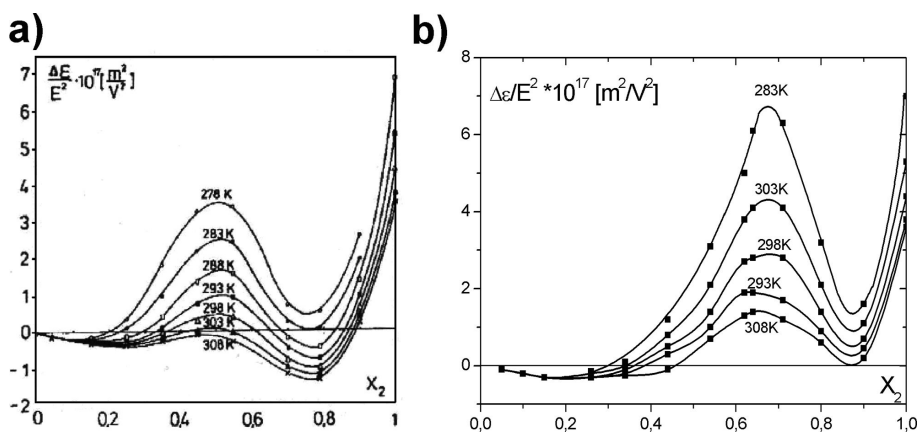 a)
b)
ΔE/E² ·10¹⁷ [m²/V²]
7
6
5
4
3
2
1
0
-1
-2
278 K
283 K
288 K
293 K
298 K
303 K
308 K
X₂
0
0,2
0,4
0,6
0,8
1
Δε/E² *10¹⁷ [m²/V²]
8
6
4
2
0
283K
303K
298K
293K
308K
X₂
0,0
0,2
0,4
0,6
0,8
1,0